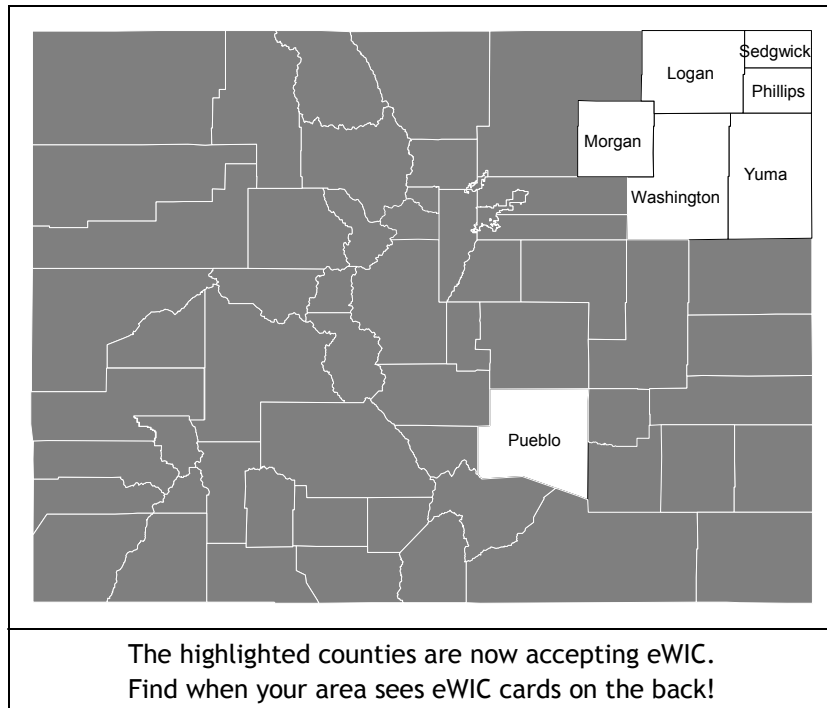 Sedgwick
Logan
Phillips
Morgan
Yuma
Washington
Pueblo
The highlighted counties are now accepting eWIC.
Find when your area sees eWIC cards on the back!